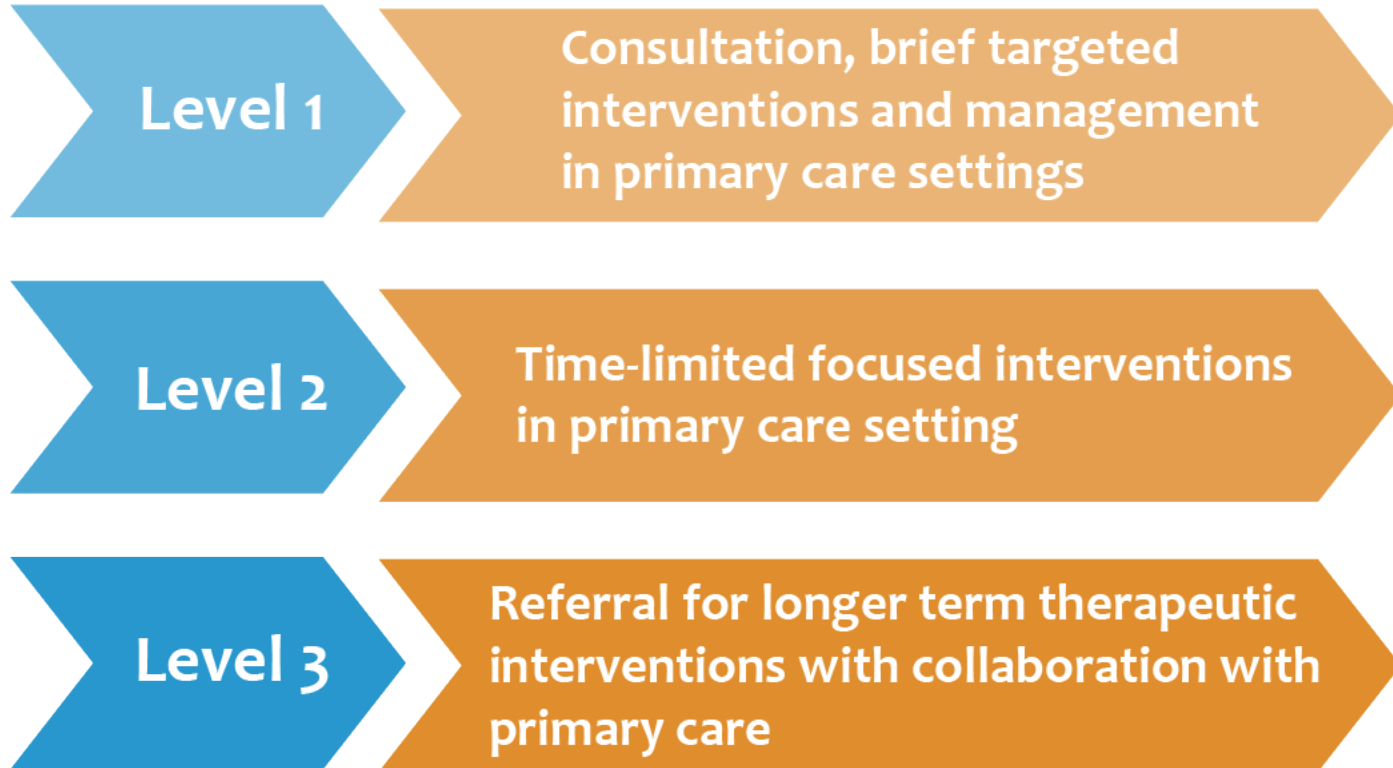 Level 1
Consultation, brief targeted
interventions and management
in primary care settings
Level 2
Time-limited focused interventions
in primary care setting
Level 3
Referral for longer term therapeutic
interventions with collaboration with
primary care